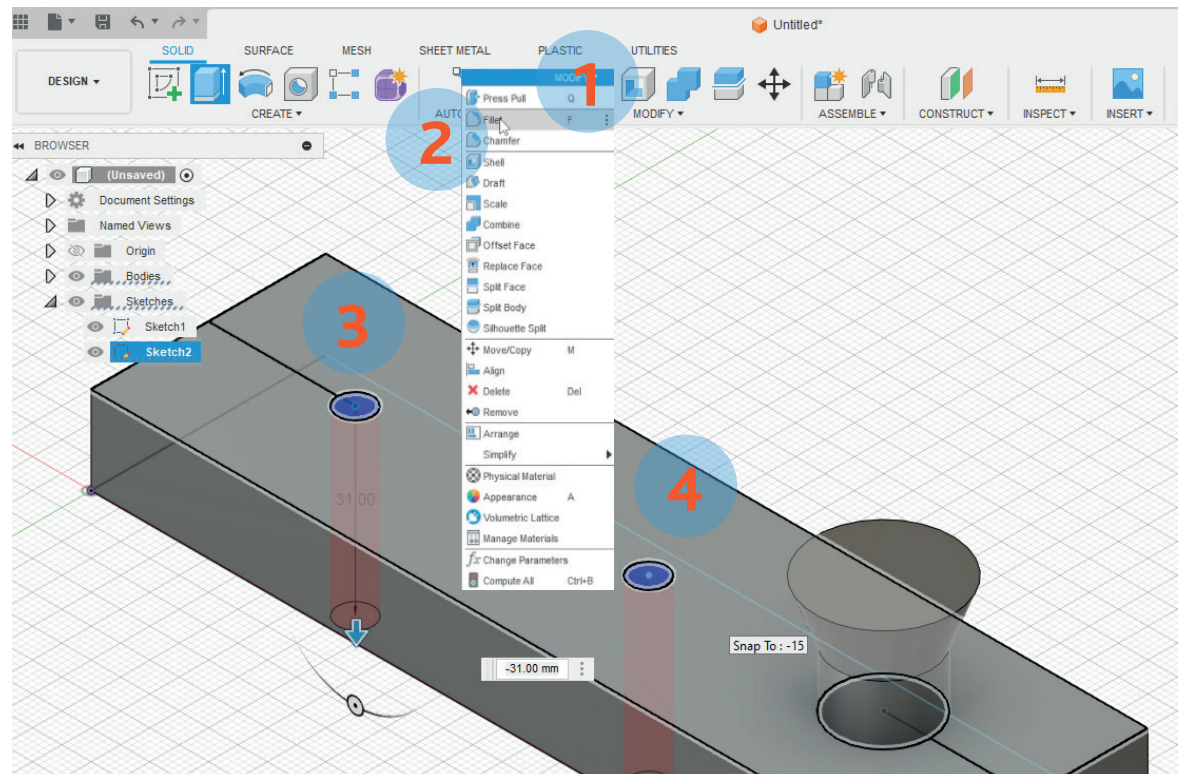 Untitled*
SOLID SURFACE MESH SHEET METAL PLASTIC UTILITIES
DESIGN
CREATE AUTO MODIFY ASSEMBLE CONSTRUCT INSPECT INSERT
MODIFY
1
Press Pull Q
2
Fillet F
Chamfer
Shell
Draft
Scale
Combine
Offset Face
Replace Face
Split Face
Split Body
Silhouette Split
Move/Copy M
Align
Delete Del
Remove
Arrange
Simplify
Physical Material
Appearance A
Volumetric Lattice
Manage Materials
fx Change Parameters
Compute All Ctrl+B
BROWSER
(Unsaved)
Document Settings
Named Views
Origin
Bodies
Sketches
Sketch1
Sketch2
3
4
31.00
Snap To : -15
-31.00 mm